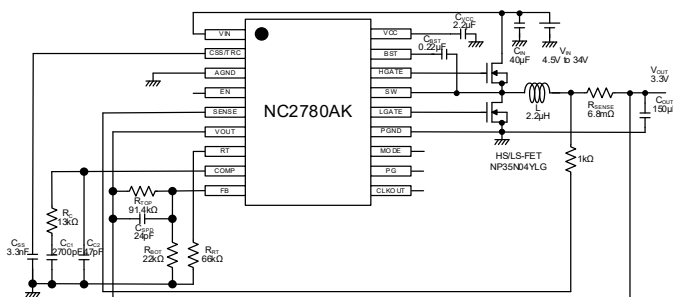 VIN
CSS/TRC
AGND
EN
SENSE
VOUT
RT
COMP
FB
NC2780AK
VCC
BST
HGATE
SW
LGATE
PGND
MODE
PG
CLKOUT
CVCC
2.2µF
CBST
0.22µF
CIN
40µF
VIN
4.5V to 34V
L
2.2µH
RSENSE
6.8mΩ
VOUT
3.3V
COUT
150µ
HS/LS-FET
NP35N04YLG
1kΩ
RTOP
91.4kΩ
CSPD
24pF
RC
13kΩ
CSS
3.3nF
CC1
2700pF
CC2
47pF
RBOT
22kΩ
RRT
66kΩ